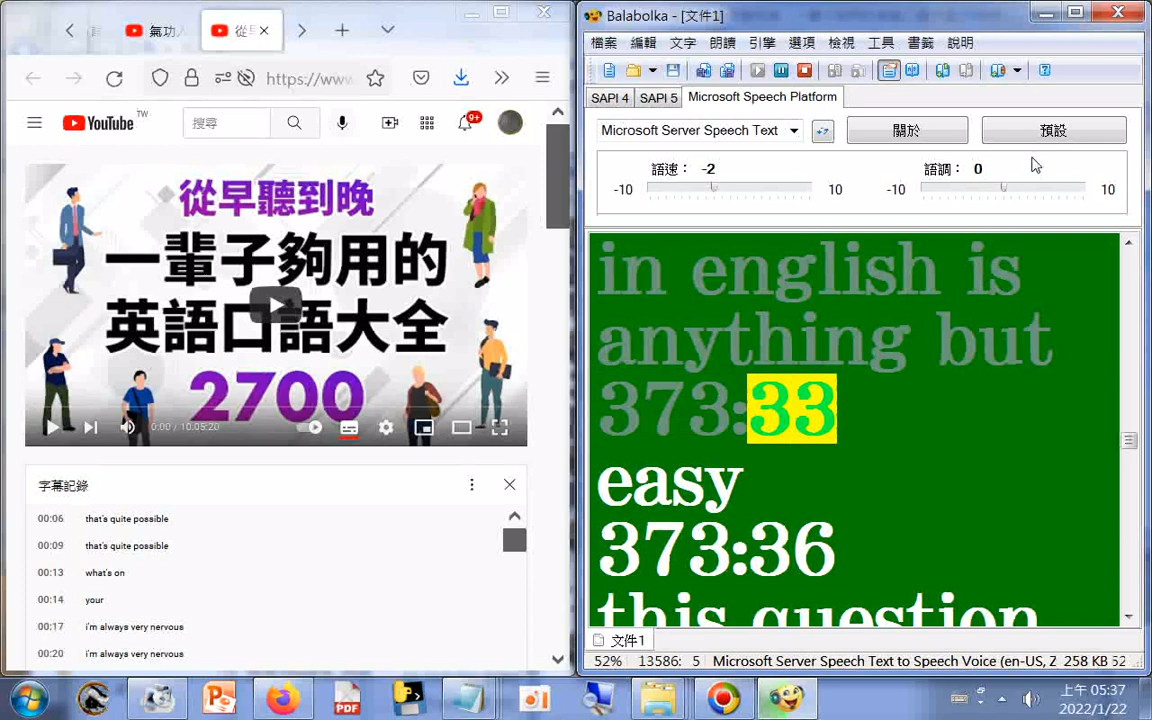 氣功人
從
https://www.
YouTube TW
搜尋
9+
從早聽到晚
一輩子夠用的
英語口語大全
2700
0:00 / 10:05:20
字幕記錄
00:06 that's quite possible
00:09 that's quite possible
00:13 what's on
00:14 your
00:17 i'm always very nervous
00:20 i'm always very nervous
Balabolka - [文件1]
檔案 編輯 文字 朗讀 引擎 選項 檢視 工具 書籤 說明
SAPI 4 SAPI 5 Microsoft Speech Platform
Microsoft Server Speech Text 關於 預設
語速： -2 語調： 0
-10 10 -10 10
in english is
anything but
373:33
easy
373:36
this question
文件1
52% 13586: 5 Microsoft Server Speech Text to Speech Voice (en-US, Z 258 KB 52
上午 05:37
2022/1/22